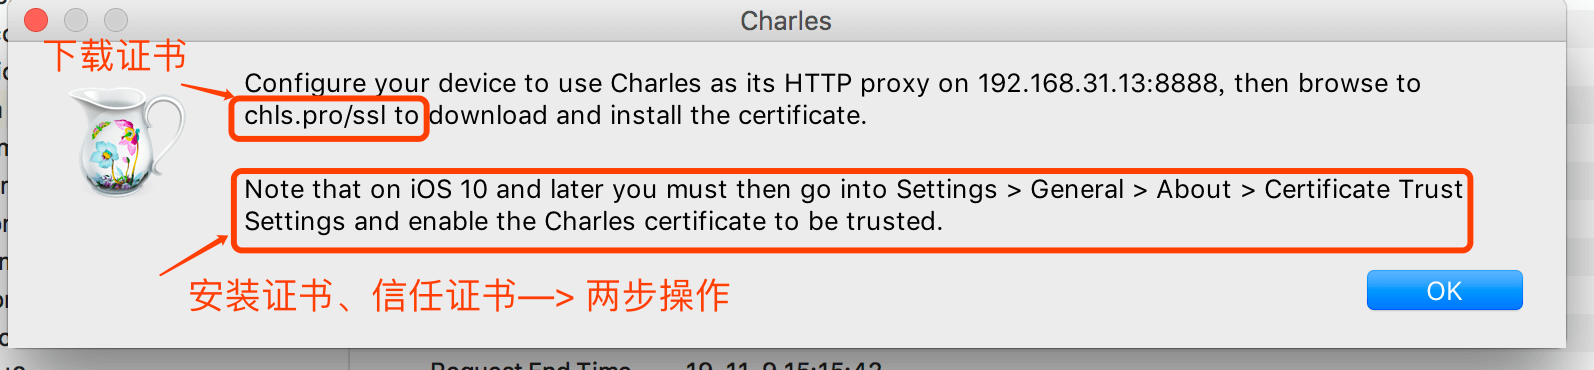 Charles
下载证书
Configure your device to use Charles as its HTTP proxy on 192.168.31.13:8888, then browse to
chls.pro/ssl to download and install the certificate.
Note that on iOS 10 and later you must then go into Settings > General > About > Certificate Trust
Settings and enable the Charles certificate to be trusted.
安装证书、信任证书—> 两步操作
OK
Request End Time 19-11-9 15:15:42